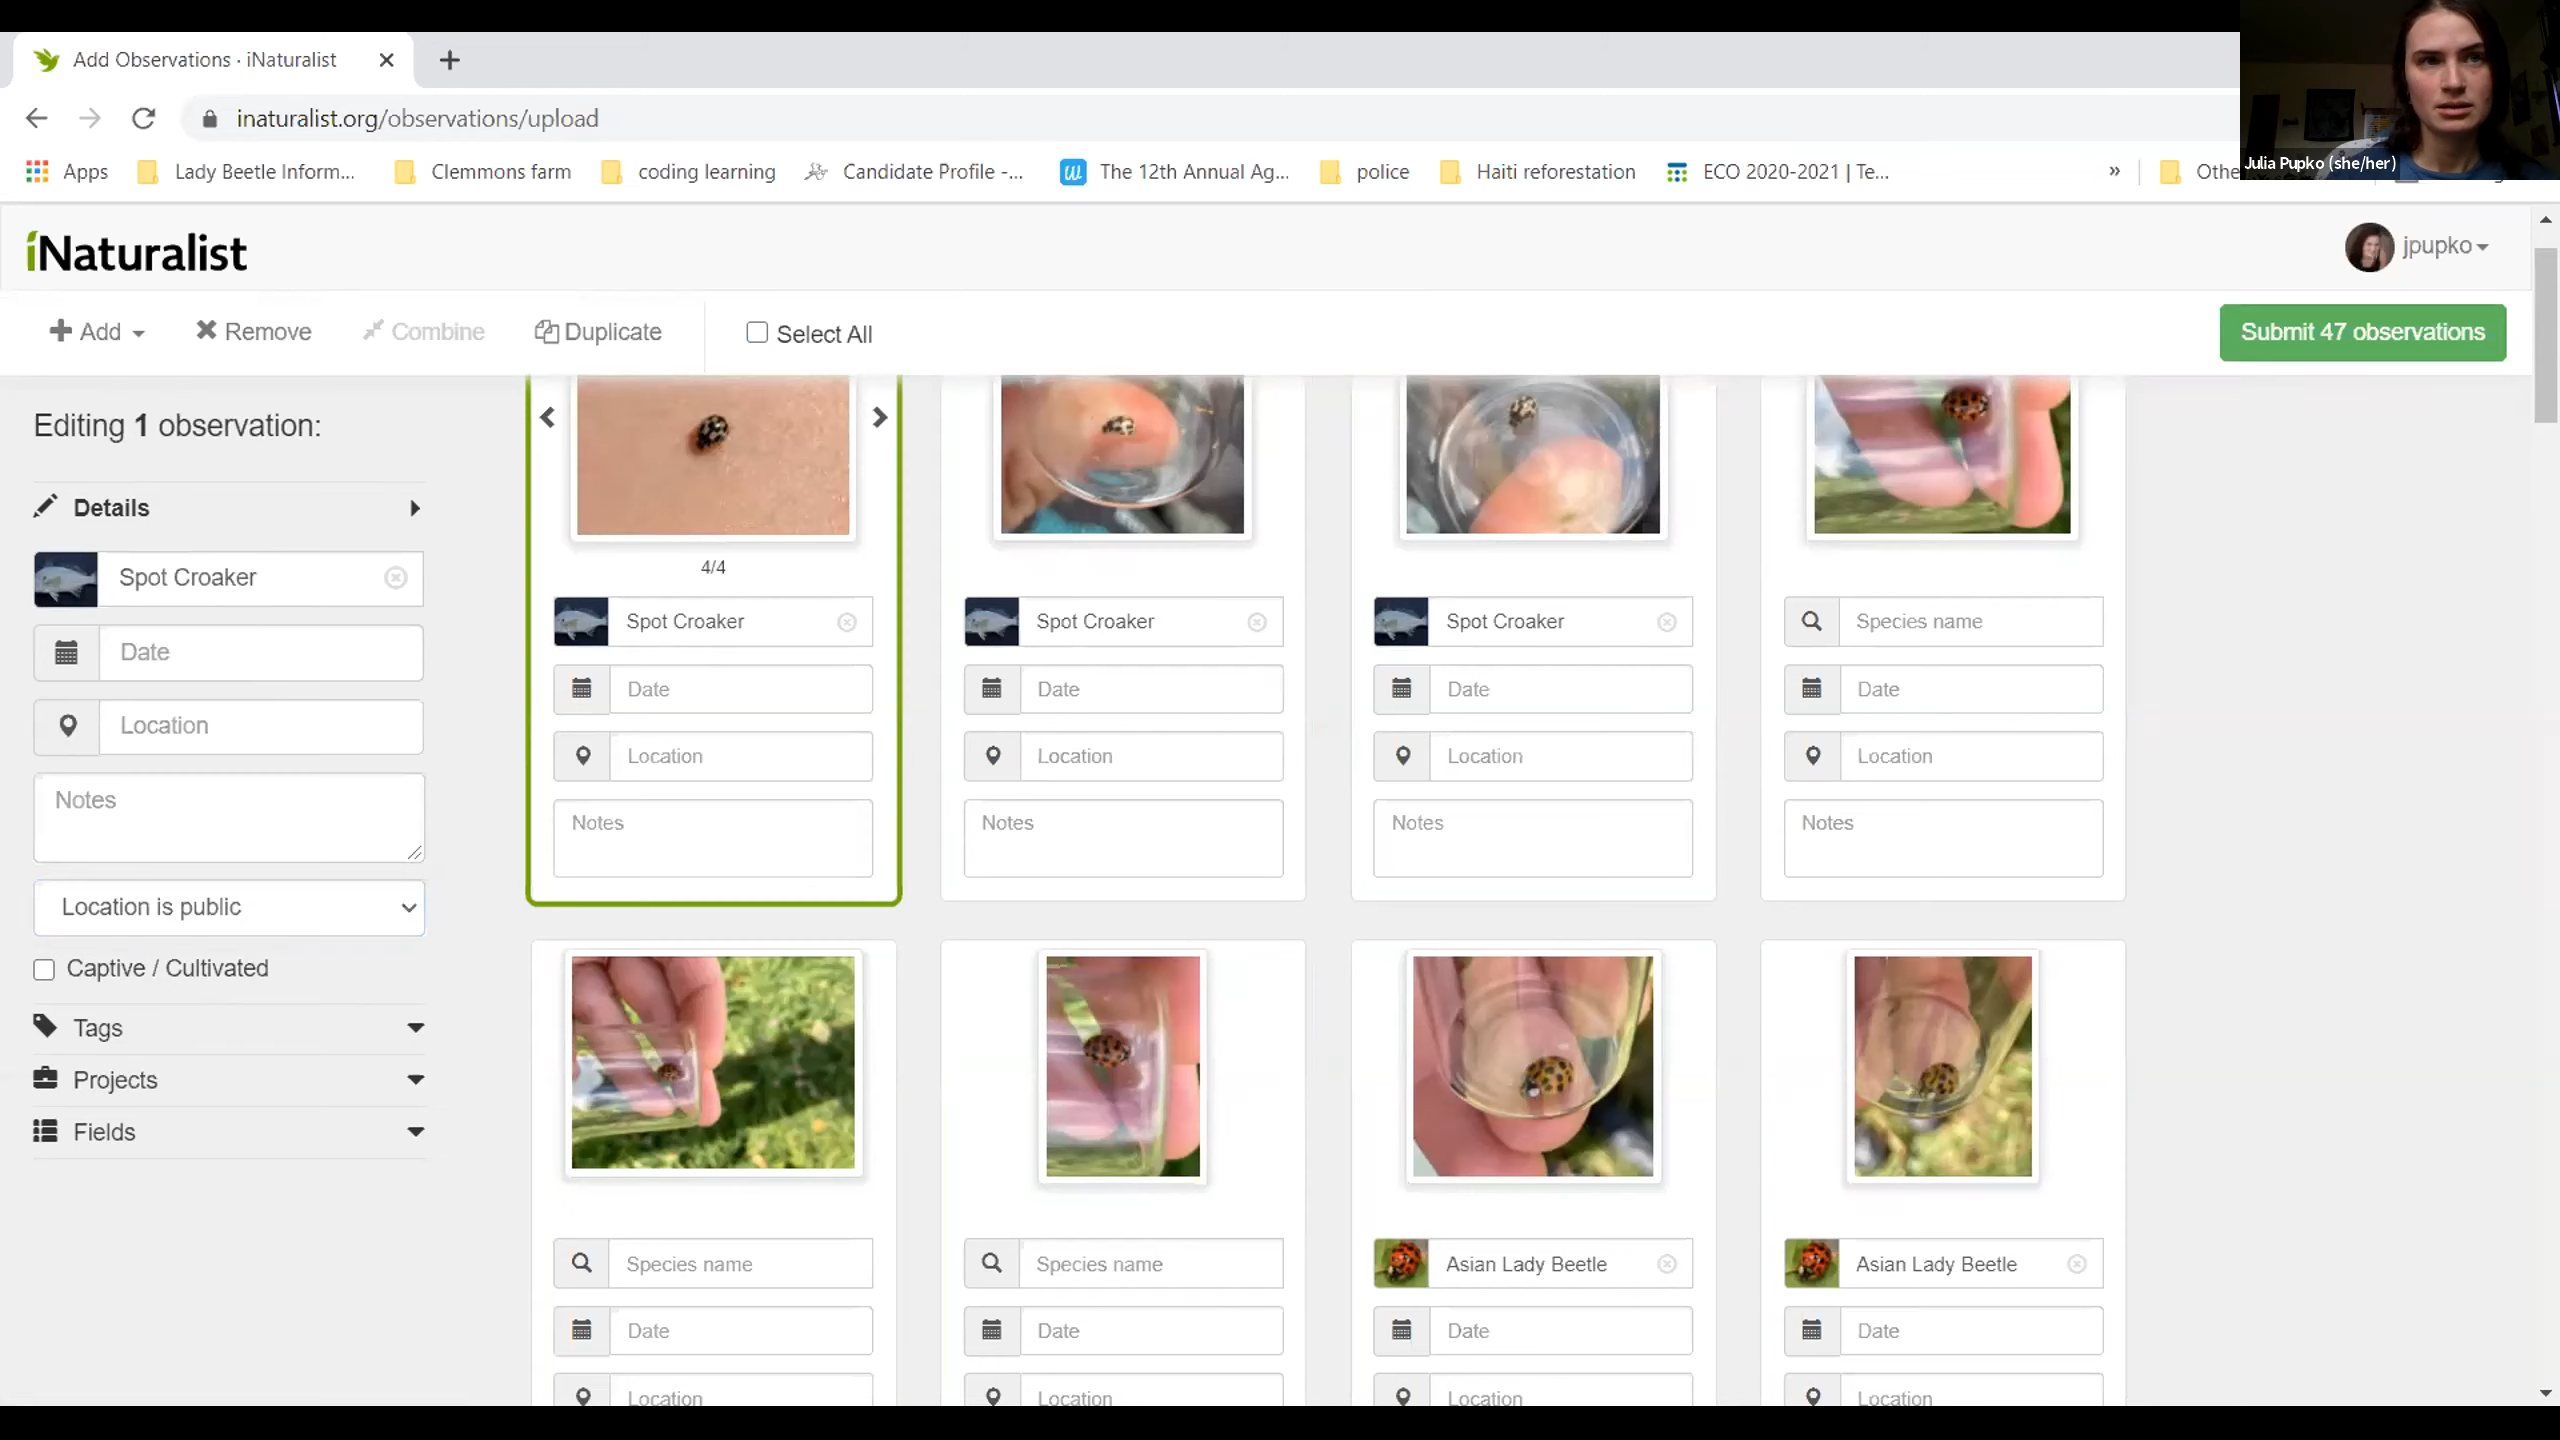 Add Observations · iNaturalist
inaturalist.org/observations/upload
Apps
Lady Beetle Inform...
Clemmons farm
coding learning
Candidate Profile -...
The 12th Annual Ag...
police
Haiti reforestation
ECO 2020-2021 | Te...
»
Julia Pupko (she/her)
iNaturalist
jpupko
Add
Remove
Combine
Duplicate
Select All
Submit 47 observations
Editing 1 observation:
Details
Spot Croaker
Date
Location
Notes
Location is public
Captive / Cultivated
Tags
Projects
Fields
4/4
Spot Croaker
Date
Location
Notes
Spot Croaker
Date
Location
Notes
Spot Croaker
Date
Location
Notes
Species name
Date
Location
Notes
Species name
Date
Location
Species name
Date
Location
Asian Lady Beetle
Date
Location
Asian Lady Beetle
Date
Location